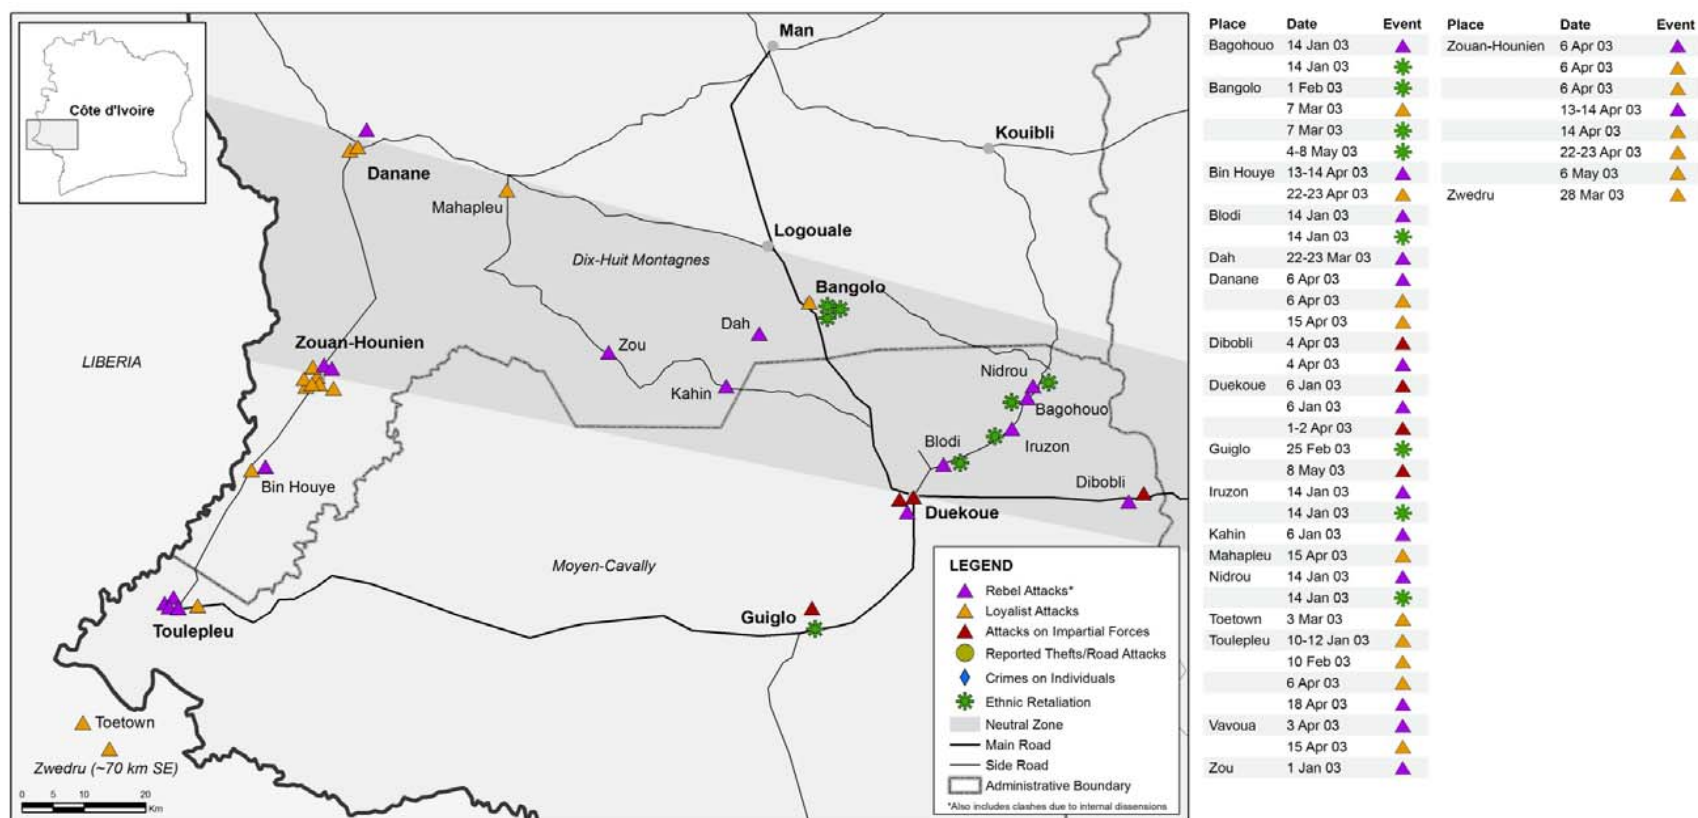 Côte d'Ivoire
Man
Kouibli
Danane
Mahapleu
Logouale
Dix-Huit Montagnes
Bangolo
Dah
Zouan-Hounien
LIBERIA
Zou
Kahin
Nidrou
Bagohouo
Iruzon
Blodi
Bin Houye
Dibobli
Duekoue
Moyen-Cavally
Toulepleu
Guiglo
Toetown
Zwedru (~70 km SE)
0 5 10 20
Km
LEGEND
Rebel Attacks*
Loyalist Attacks
Attacks on Impartial Forces
Reported Thefts/Road Attacks
Crimes on Individuals
Ethnic Retaliation
Neutral Zone
Main Road
Side Road
Administrative Boundary
*Also includes clashes due to internal dissensions
Place Date Event
Bagohouo 14 Jan 03
14 Jan 03
Bangolo 1 Feb 03
7 Mar 03
7 Mar 03
4-8 May 03
Bin Houye 13-14 Apr 03
22-23 Apr 03
Blodi 14 Jan 03
14 Jan 03
Dah 22-23 Mar 03
Danane 6 Apr 03
6 Apr 03
15 Apr 03
Dibobli 4 Apr 03
4 Apr 03
Duekoue 6 Jan 03
6 Jan 03
1-2 Apr 03
Guiglo 25 Feb 03
8 May 03
Iruzon 14 Jan 03
14 Jan 03
Kahin 6 Jan 03
Mahapleu 15 Apr 03
Nidrou 14 Jan 03
14 Jan 03
Toetown 3 Mar 03
Toulepleu 10-12 Jan 03
10 Feb 03
6 Apr 03
18 Apr 03
Vavoua 3 Apr 03
15 Apr 03
Zou 1 Jan 03
Place Date Event
Zouan-Hounien 6 Apr 03
6 Apr 03
6 Apr 03
13-14 Apr 03
14 Apr 03
22-23 Apr 03
6 May 03
Zwedru 28 Mar 03